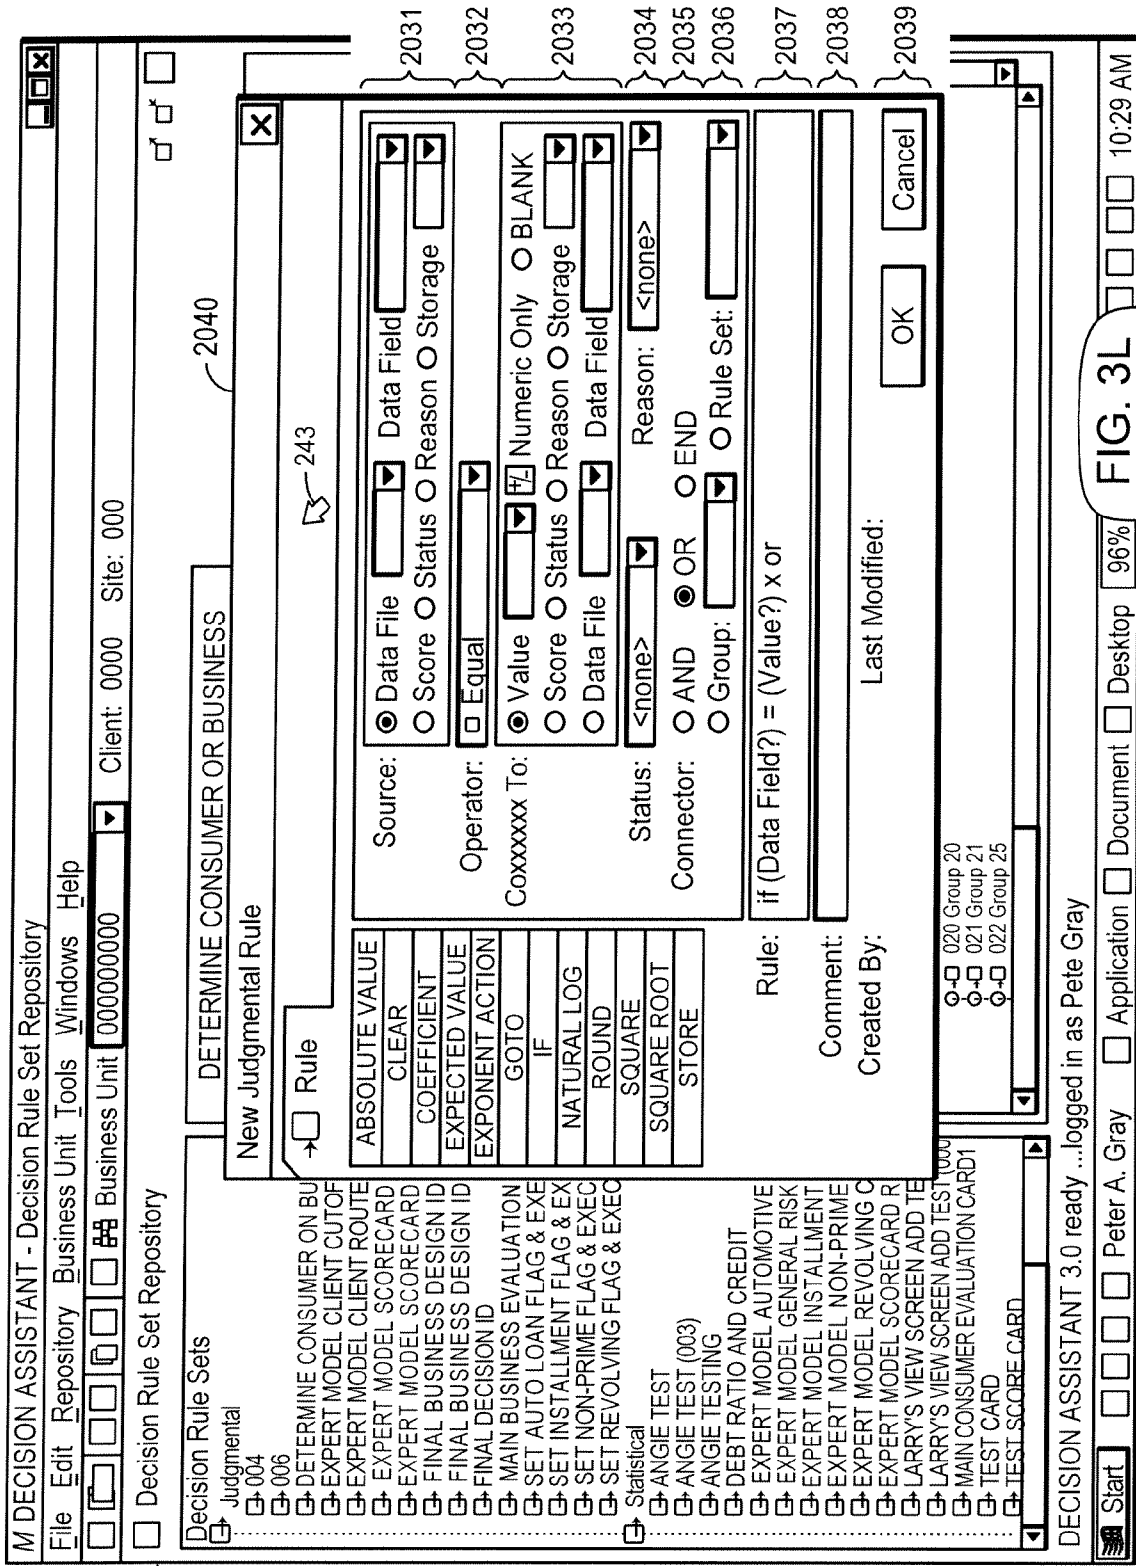 M DECISION ASSISTANT - Decision Rule Set Repository
File Edit Repository Business Unit Tools Windows Help
Business Unit 000000000 Client: 0000 Site: 000
Decision Rule Set Repository
Decision Rule Sets
Judgmental
004
006
DETERMINE CONSUMER ON BU
EXPERT MODEL CLIENT CUTOF
EXPERT MODEL CLIENT ROUTE
EXPERT MODEL SCORECARD
EXPERT MODEL SCORECARD
FINAL BUSINESS DESIGN ID
FINAL BUSINESS DESIGN ID
FINAL DECISION ID
MAIN BUSINESS EVALUATION
SET AUTO LOAN FLAG & EXE
SET INSTALLMENT FLAG & EX
SET NON-PRIME FLAG & EXEC
SET REVOLVING FLAG & EXEC
Statistical
ANGIE TEST
ANGIE TEST (003)
ANGIE TESTING
DEBT RATIO AND CREDIT
EXPERT MODEL AUTOMOTIVE
EXPERT MODEL GENERAL RISK
EXPERT MODEL INSTALLMENT
EXPERT MODEL NON-PRIME
EXPERT MODEL REVOLVING C
EXPERT MODEL SCORECARD R
LARRY'S VIEW SCREEN ADD TE
LARRY'S VIEW SCREEN ADD TEST (000
MAIN CONSUMER EVALUATION CARD1
TEST CARD
TEST SCORE CARD
DETERMINE CONSUMER OR BUSINESS
2040
New Judgmental Rule
Rule
243
ABSOLUTE VALUE
CLEAR
COEFFICIENT
EXPECTED VALUE
EXPONENT ACTION
GOTO
IF
NATURAL LOG
ROUND
SQUARE
SQUARE ROOT
STORE
Source: Data File Data Field 2031
Score Status Reason Storage
Operator: Equal 2032
Coxxxxxx To: Value +/- Numeric Only BLANK 2033
Score Status Reason Storage
Data File Data Field
Status: <none> Reason: <none> 2034
Connector: AND OR END 2035
Group: Rule Set: 2036
Rule: if (Data Field?) = (Value?) x or 2037
Comment: 2038
Created By: Last Modified:
OK Cancel 2039
020 Group 20
021 Group 21
022 Group 25
DECISION ASSISTANT 3.0 ready ...logged in as Pete Gray
Start Peter A. Gray Application Document Desktop 96% 10:29 AM
FIG. 3L